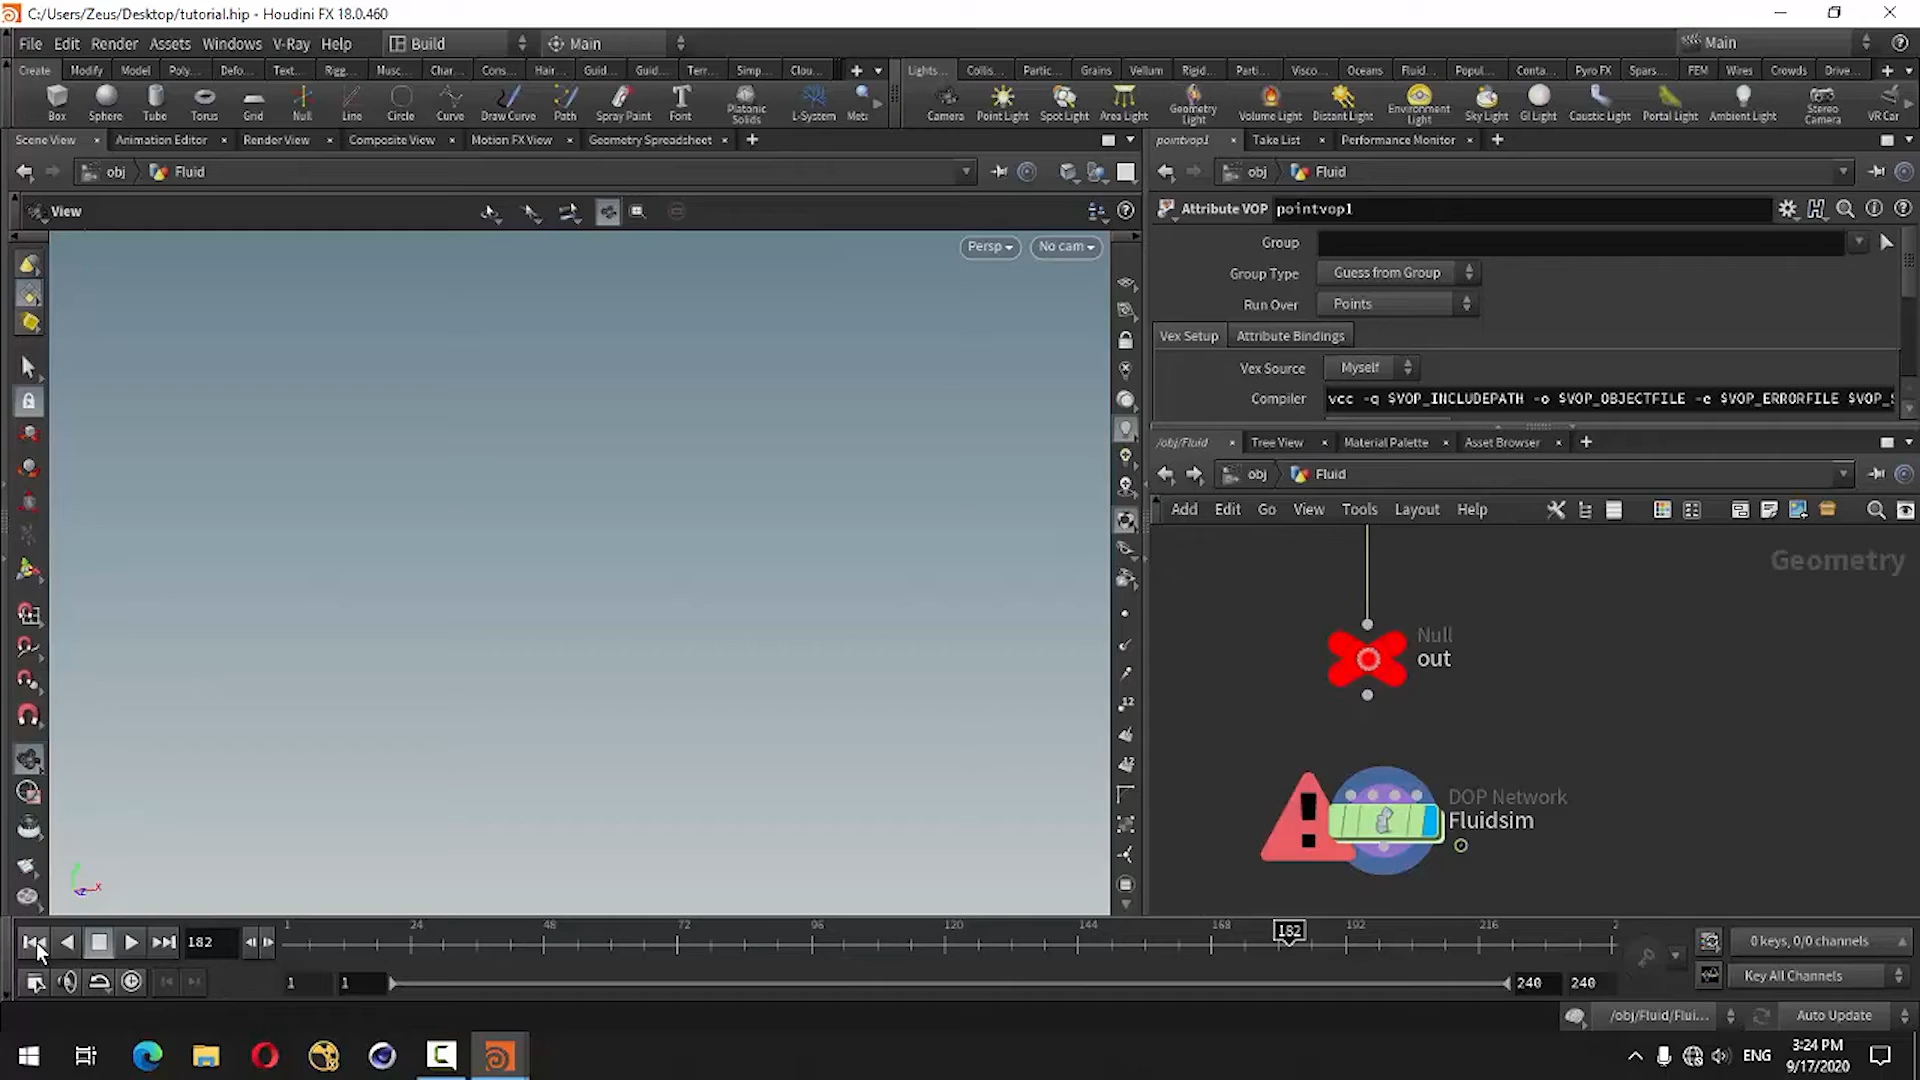 C:/Users/Zeus/Desktop/tutorial.hip - Houdini FX 18.0.460
File Edit Render Assets Windows V-Ray Help Build Main Main
Create Modify Model Poly... Defo... Text... Rigg... Musc... Char... Cons... Hair... Guid... Guid... Terr... Simp... Clou... Lights... Collis... Partic... Grains Vellum Rigid... Parti... Visco... Oceans Fluid... Popul... Conta... Pyro FX Spars... FEM Wires Crowds Drive...
Box Sphere Tube Torus Grid Null Line Circle Curve Draw Curve Path Spray Paint Font Platonic Solids L-System Meta Camera Point Light Spot Light Area Light Geometry Light Volume Light Distant Light Environment Light Sky Light GI Light Caustic Light Portal Light Ambient Light Stereo Camera VR Car
Scene View Animation Editor Render View Composite View Motion FX View Geometry Spreadsheet
pointvop1 Take List Performance Monitor
obj Fluid
obj Fluid
View
Persp No cam
Attribute VOP pointvop1
Group
Group Type Guess from Group
Run Over Points
Vex Setup Attribute Bindings
Vex Source Myself
Compiler vcc -q $VOP_INCLUDEPATH -o $VOP_OBJECTFILE -e $VOP_ERRORFILE $VOP_S
/obj/Fluid Tree View Material Palette Asset Browser
obj Fluid
Add Edit Go View Tools Layout Help
Geometry
Null
out
DOP Network
Fluidsim
x z
12
12
182
1 24 48 72 96 120 144 168 182 192 216 2
0 keys, 0/0 channels
1 1 240 240
Key All Channels
/obj/Fluid/Flui... Auto Update
ENG
3:24 PM
9/17/2020